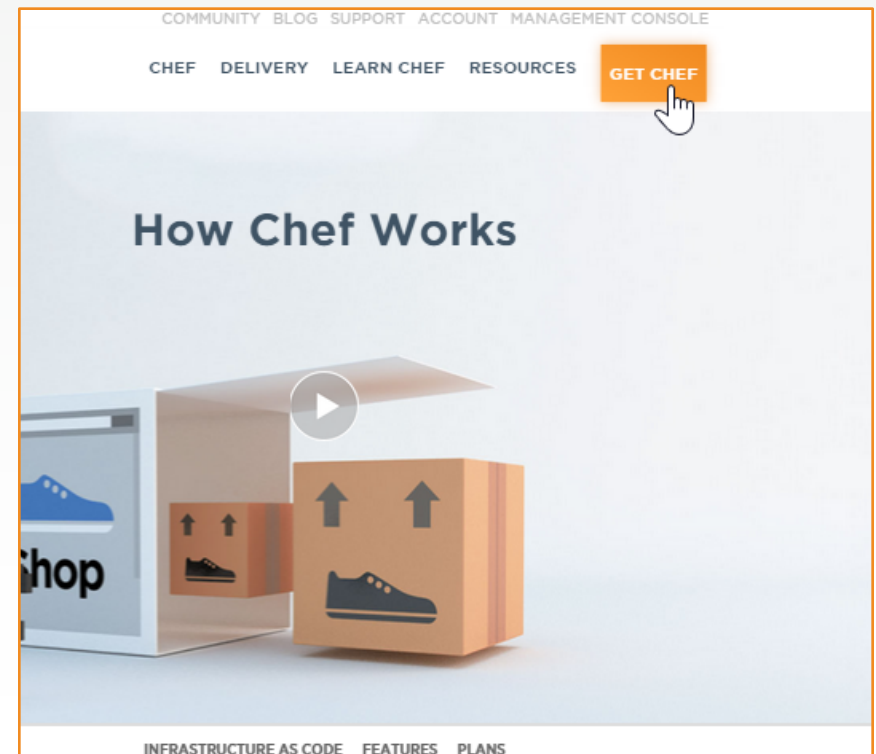 COMMUNITY BLOG SUPPORT ACCOUNT MANAGEMENT CONSOLE
CHEF DELIVERY LEARN CHEF RESOURCES GET CHEF
How Chef Works
hop
INFRASTRUCTURE AS CODE FEATURES PLANS